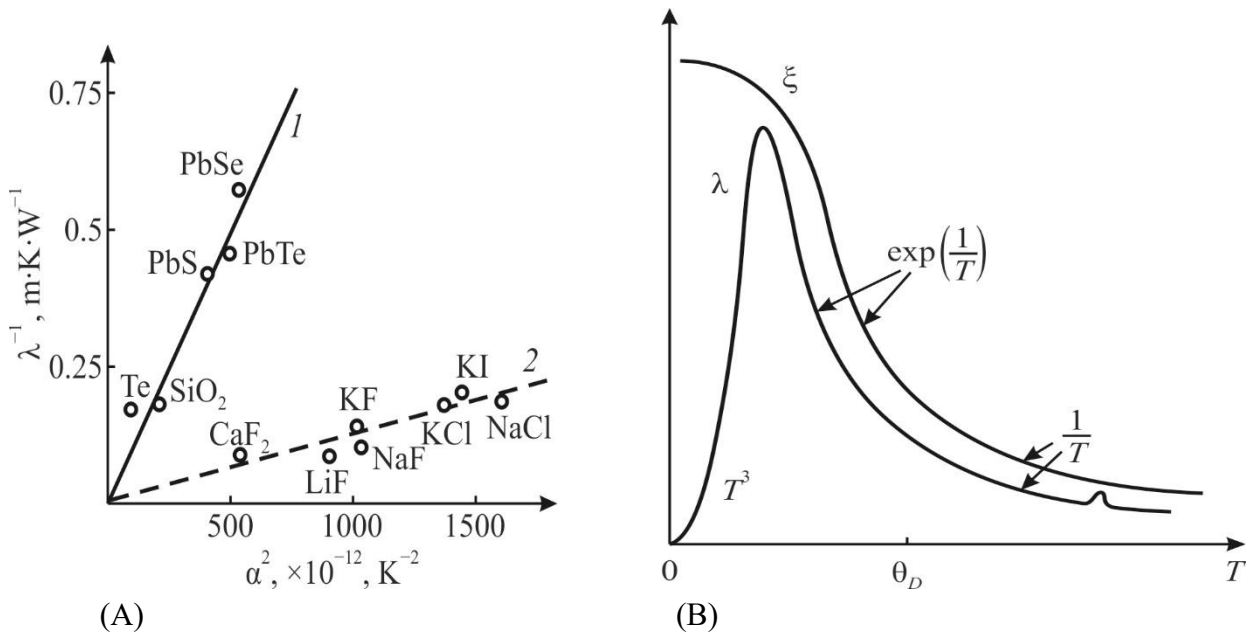 λ⁻¹, m·K·W⁻¹
0.75
0.5
0.25
1
PbSe
PbS
PbTe
Te
SiO₂
2
KI
KF
CaF₂
KCl
NaCl
NaF
LiF
500
1000
1500
α², ×10⁻¹², K⁻²
(A)
ξ
λ
exp(1/T)
1/T
T³
0
θ_D
T
(B)